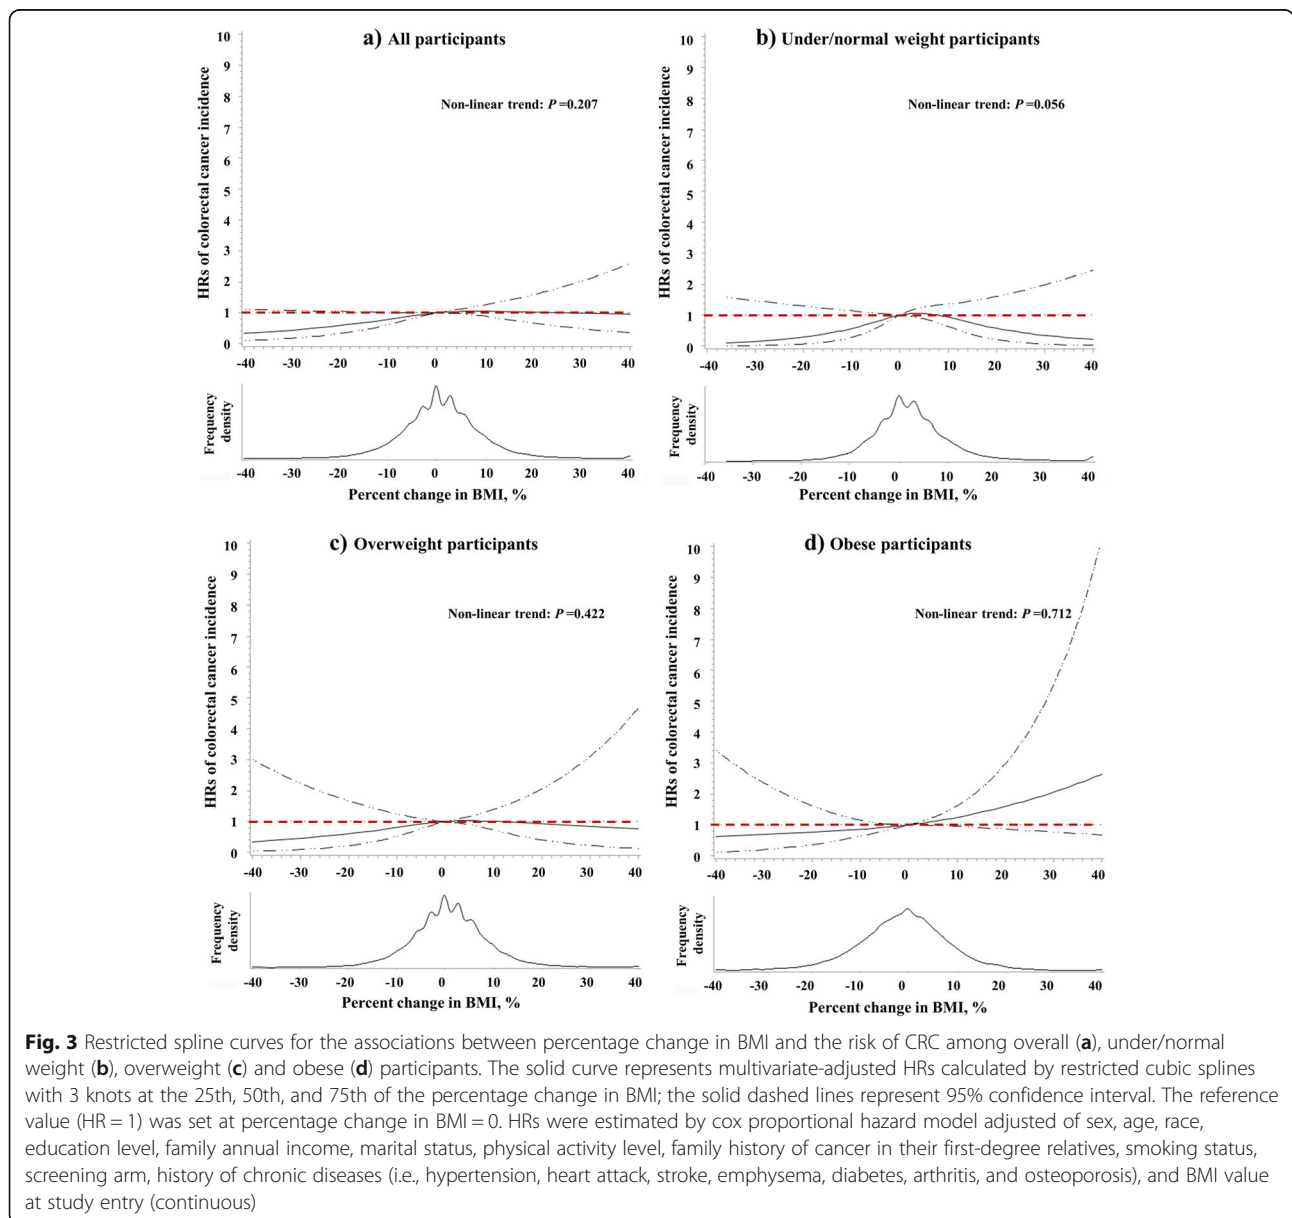 a) All participants
HRs of colorectal cancer incidence
10
9
8
7
6
5
4
3
2
1
0
Non-linear trend: P =0.207
-40 -30 -20 -10 0 10 20 30 40
Frequency
density
-40 -30 -20 -10 0 10 20 30 40
Percent change in BMI, %
b) Under/normal weight participants
HRs of colorectal cancer incidence
10
9
8
7
6
5
4
3
2
1
0
Non-linear trend: P =0.056
-40 -30 -20 -10 0 10 20 30 40
Frequency
density
-40 -30 -20 -10 0 10 20 30 40
Percent change in BMI, %
c) Overweight participants
HRs of colorectal cancer incidence
10
9
8
7
6
5
4
3
2
1
0
Non-linear trend: P =0.422
-40 -30 -20 -10 0 10 20 30 40
Frequency
density
-40 -30 -20 -10 0 10 20 30 40
Percent change in BMI, %
d) Obese participants
HRs of colorectal cancer incidence
10
9
8
7
6
5
4
3
2
1
0
Non-linear trend: P =0.712
-40 -30 -20 -10 0 10 20 30 40
Frequency
density
-40 -30 -20 -10 0 10 20 30 40
Percent change in BMI, %
Fig. 3 Restricted spline curves for the associations between percentage change in BMI and the risk of CRC among overall (a), under/normal
weight (b), overweight (c) and obese (d) participants. The solid curve represents multivariate-adjusted HRs calculated by restricted cubic splines
with 3 knots at the 25th, 50th, and 75th of the percentage change in BMI; the solid dashed lines represent 95% confidence interval. The reference
value (HR = 1) was set at percentage change in BMI = 0. HRs were estimated by cox proportional hazard model adjusted of sex, age, race,
education level, family annual income, marital status, physical activity level, family history of cancer in their first-degree relatives, smoking status,
screening arm, history of chronic diseases (i.e., hypertension, heart attack, stroke, emphysema, diabetes, arthritis, and osteoporosis), and BMI value
at study entry (continuous)